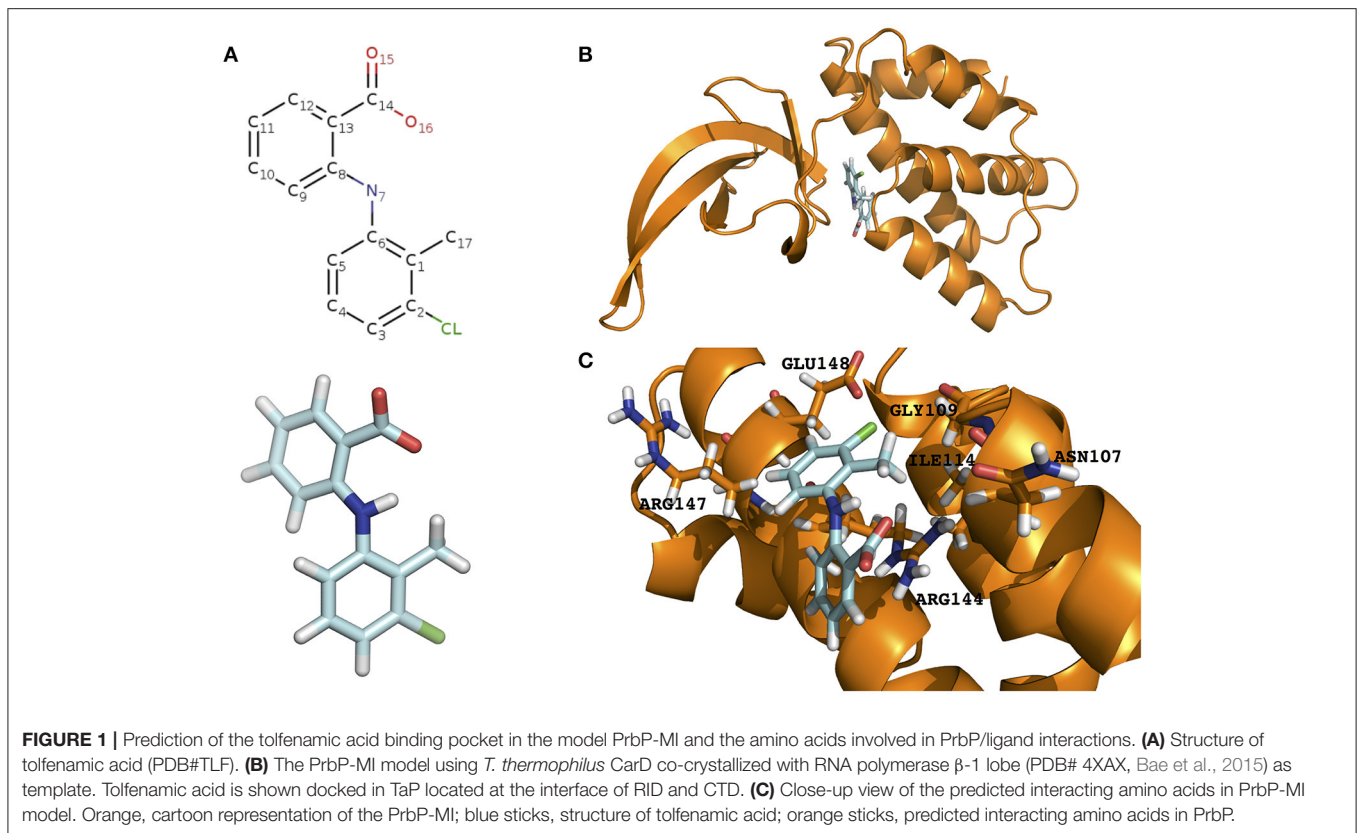 A
O15
C12
C14
C11
C13
O16
C10
C8
C9
N7
C6
C17
C5
C1
C4
C2
C3
CL
B
C
GLU148
GLY109
ILE114
ASN107
ARG147
ARG144
FIGURE 1 | Prediction of the tolfenamic acid binding pocket in the model PrbP-MI and the amino acids involved in PrbP/ligand interactions. (A) Structure of
tolfenamic acid (PDB#TLF). (B) The PrbP-MI model using T. thermophilus CarD co-crystallized with RNA polymerase β-1 lobe (PDB# 4XAX, Bae et al., 2015) as
template. Tolfenamic acid is shown docked in TaP located at the interface of RID and CTD. (C) Close-up view of the predicted interacting amino acids in PrbP-MI
model. Orange, cartoon representation of the PrbP-MI; blue sticks, structure of tolfenamic acid; orange sticks, predicted interacting amino acids in PrbP.